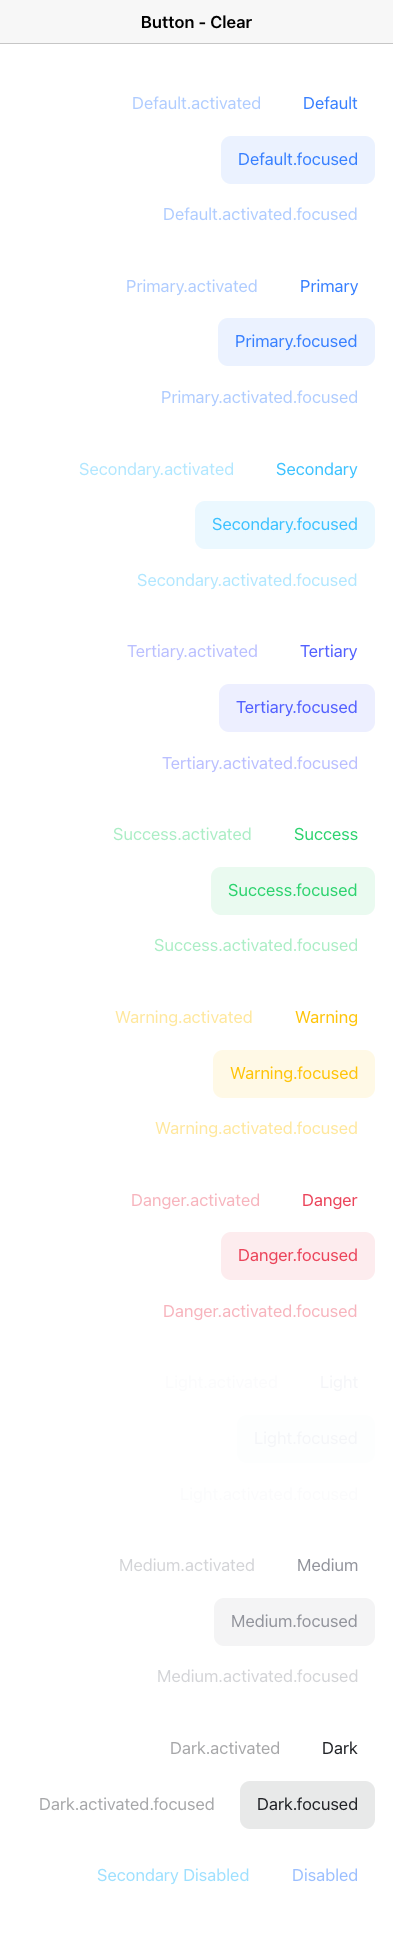 Button - Clear
Default.activated Default
Default.focused
Default.activated.focused
Primary.activated Primary
Primary.focused
Primary.activated.focused
Secondary.activated Secondary
Secondary.focused
Secondary.activated.focused
Tertiary.activated Tertiary
Tertiary.focused
Tertiary.activated.focused
Success.activated Success
Success.focused
Success.activated.focused
Warning.activated Warning
Warning.focused
Warning.activated.focused
Danger.activated Danger
Danger.focused
Danger.activated.focused
Light.activated Light
Light.focused
Light.activated.focused
Medium.activated Medium
Medium.focused
Medium.activated.focused
Dark.activated Dark
Dark.activated.focused Dark.focused
Secondary Disabled Disabled